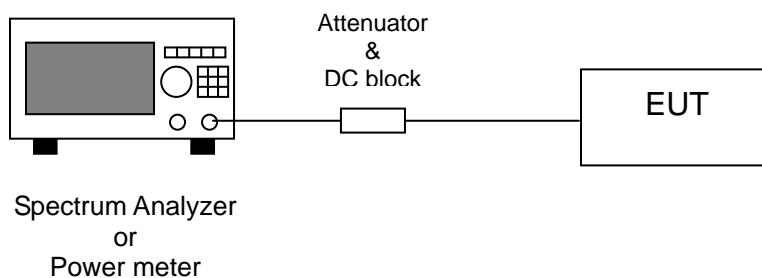 Attenuator
&
DC block
EUT
Spectrum Analyzer
or
Power meter